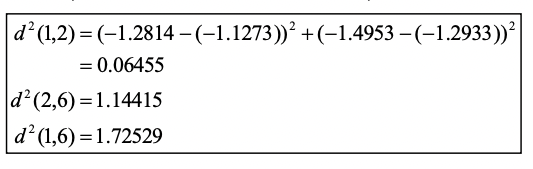 d²(1,2) = (−1.2814 − (−1.1273))² + (−1.4953 − (−1.2933))²
= 0.06455
d²(2,6) = 1.14415
d²(1,6) = 1.72529